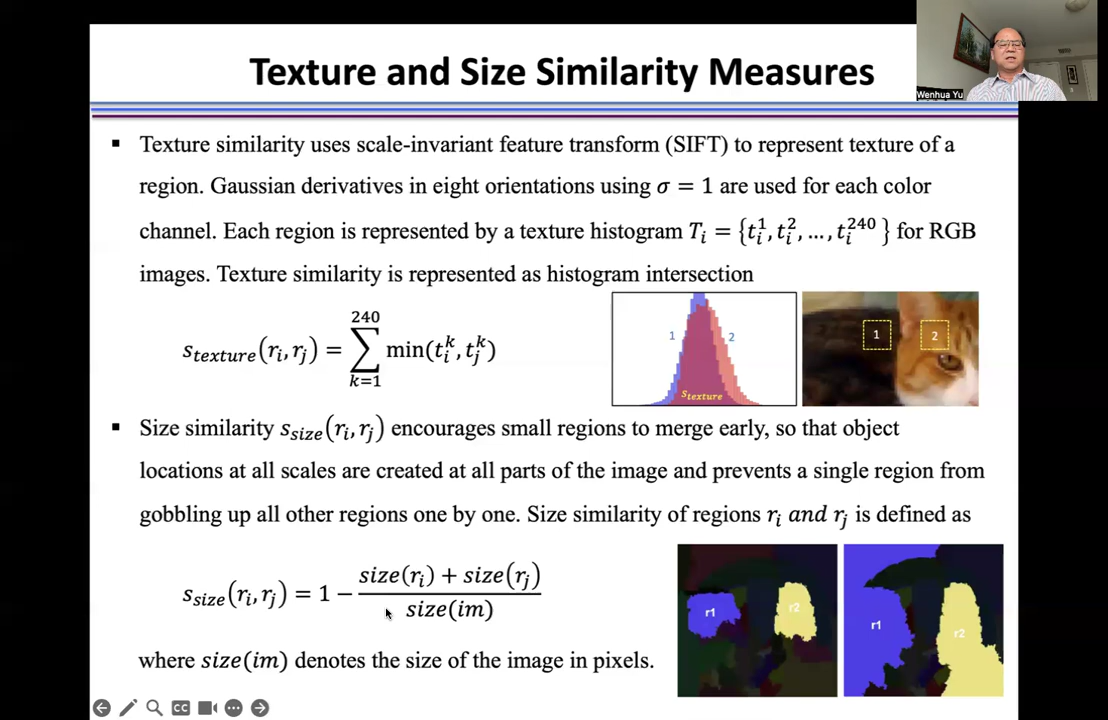 Texture and Size Similarity Measures
Wenhua Yu
▪ Texture similarity uses scale-invariant feature transform (SIFT) to represent texture of a
region. Gaussian derivatives in eight orientations using σ = 1 are used for each color
channel. Each region is represented by a texture histogram T_i = {t_i^1, t_i^2, ..., t_i^240 } for RGB
images. Texture similarity is represented as histogram intersection
s_texture(r_i, r_j) = ∑_{k=1}^{240} min(t_i^k, t_j^k)
1 2
s_texture
1 2
▪ Size similarity s_size(r_i, r_j) encourages small regions to merge early, so that object
locations at all scales are created at all parts of the image and prevents a single region from
gobbling up all other regions one by one. Size similarity of regions r_i and r_j is defined as
s_size(r_i, r_j) = 1 − (size(r_i) + size(r_j)) / size(im)
r1 r2
r1 r2
where size(im) denotes the size of the image in pixels.
CC